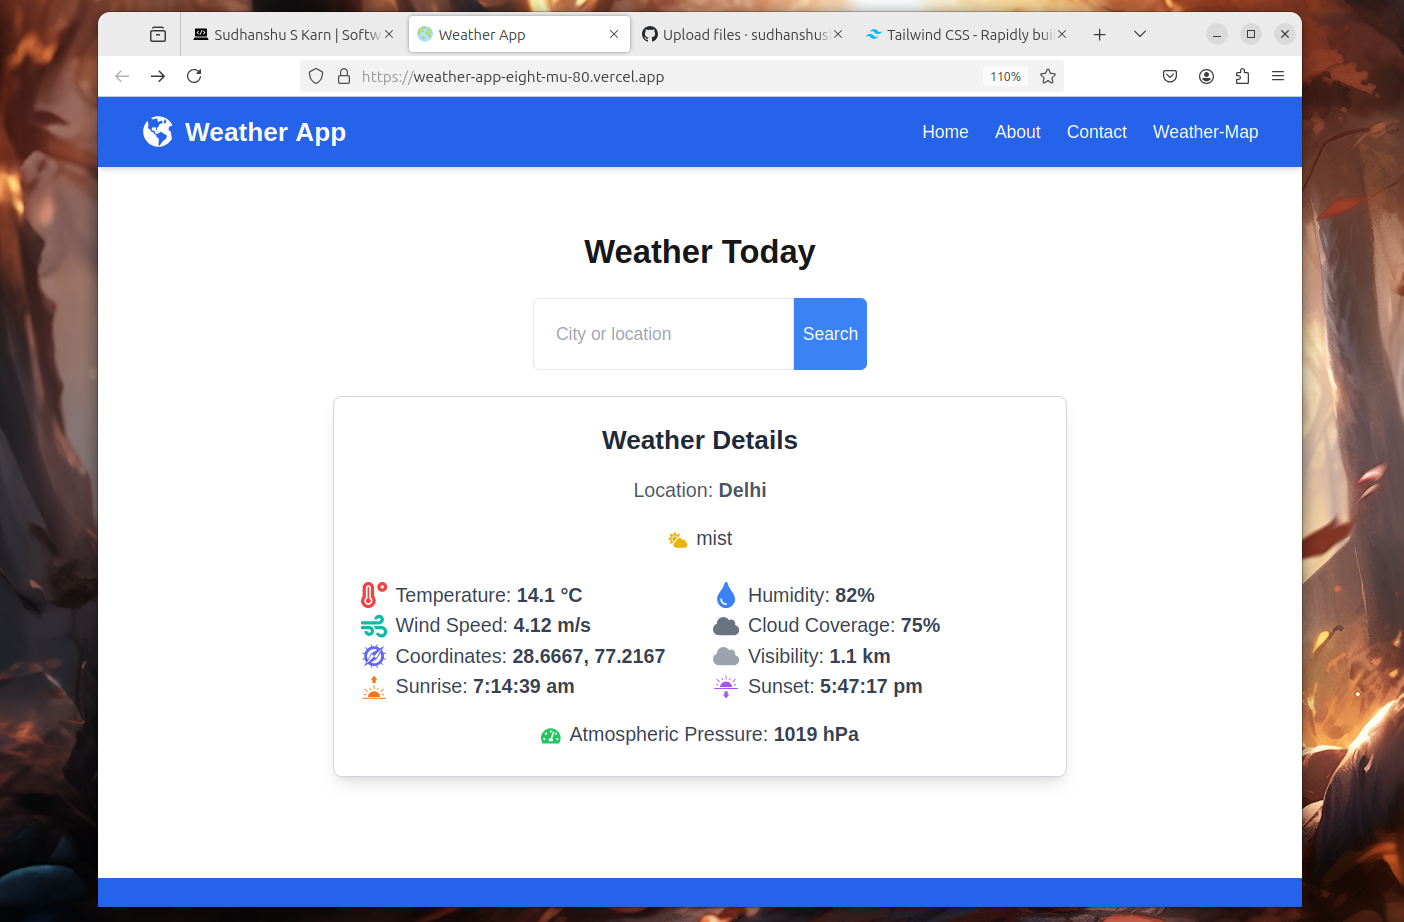 Sudhanshu S Karn | Softw
Weather App
Upload files · sudhanshus
Tailwind CSS - Rapidly bui
https://weather-app-eight-mu-80.vercel.app
110%
Weather App
Home
About
Contact
Weather-Map
Weather Today
City or location
Search
Weather Details
Location: Delhi
mist
Temperature: 14.1 °C
Humidity: 82%
Wind Speed: 4.12 m/s
Cloud Coverage: 75%
Coordinates: 28.6667, 77.2167
Visibility: 1.1 km
Sunrise: 7:14:39 am
Sunset: 5:47:17 pm
Atmospheric Pressure: 1019 hPa